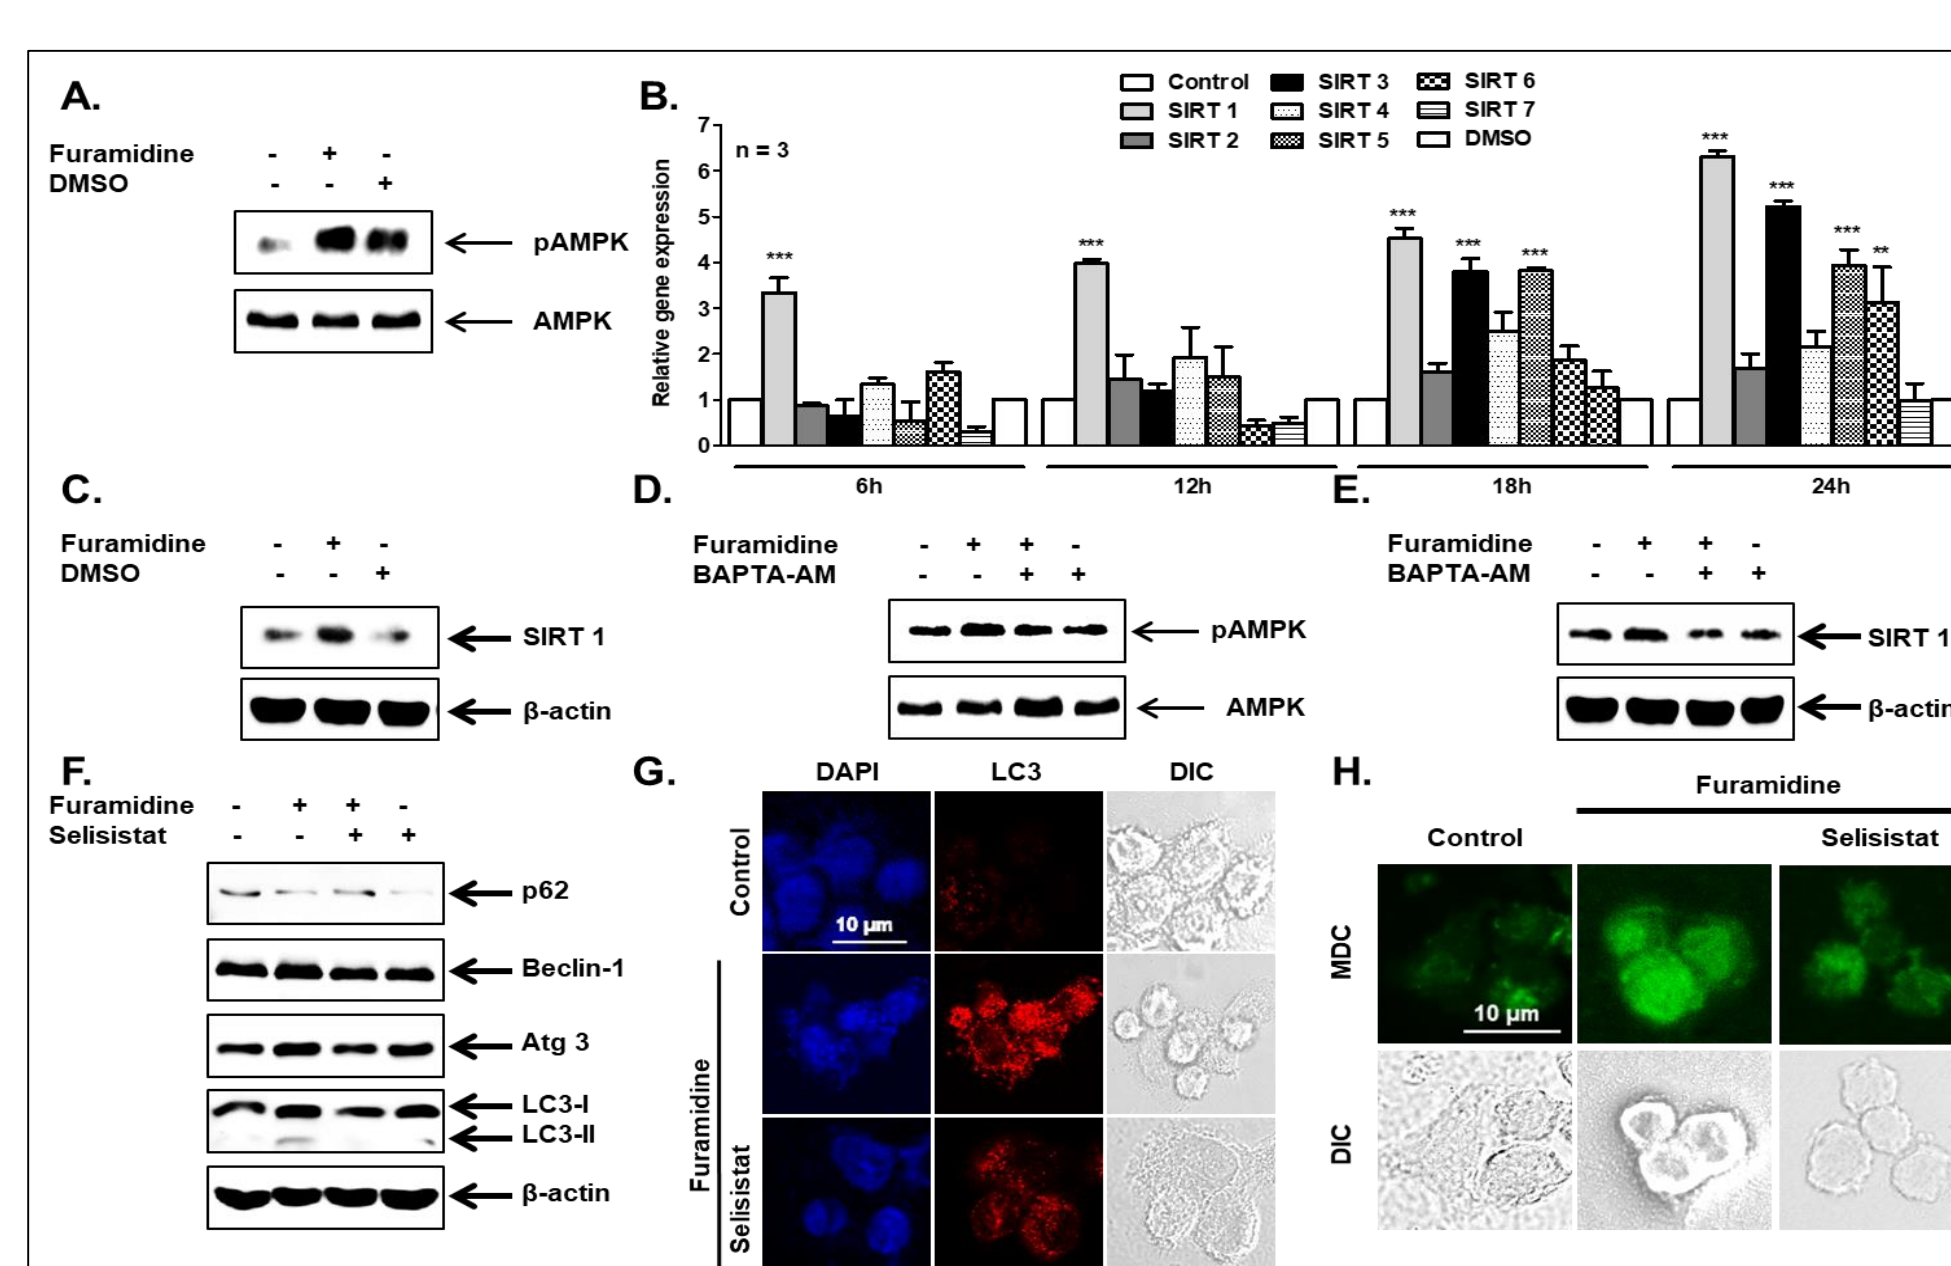 A.
Furamidine - + -
DMSO - - +
pAMPK
AMPK
B.
Control SIRT 3 SIRT 6
SIRT 1 SIRT 4 SIRT 7
SIRT 2 SIRT 5 DMSO
n = 3
Relative gene expression
7
6
5
4
3
2
1
0
*** *** *** *** *** *** *** *** **
6h 12h 18h 24h
C.
Furamidine - + -
DMSO - - +
SIRT 1
β-actin
D.
Furamidine - + + -
BAPTA-AM - - + +
pAMPK
AMPK
E.
Furamidine - + + -
BAPTA-AM - - + +
SIRT 1
β-actin
F.
Furamidine - + + -
Selisistat - - + +
p62
Beclin-1
Atg 3
LC3-I
LC3-II
β-actin
G.
DAPI LC3 DIC
Control
10 µm
Furamidine
Selisistat
H.
Furamidine
Control Selisistat
MDC
10 µm
DIC